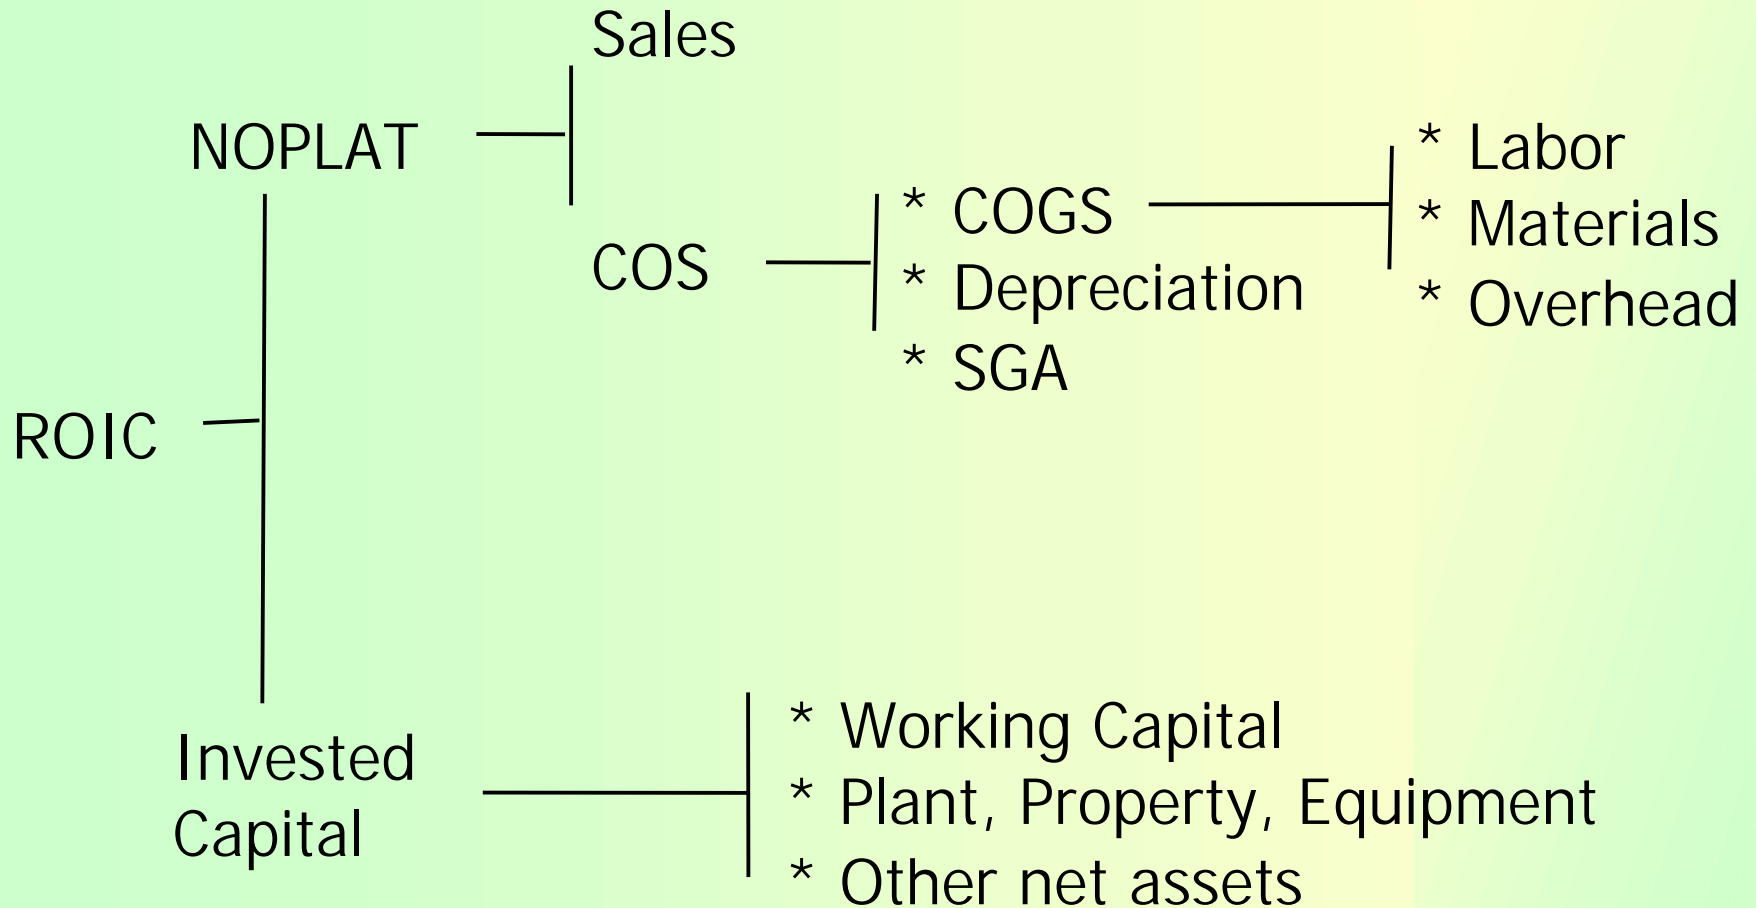 Sales
NOPLAT
* Labor
* Materials
* Overhead
* COGS
COS
* Depreciation
* SGA
ROIC
Invested
Capital
* Working Capital
* Plant, Property, Equipment
* Other net assets